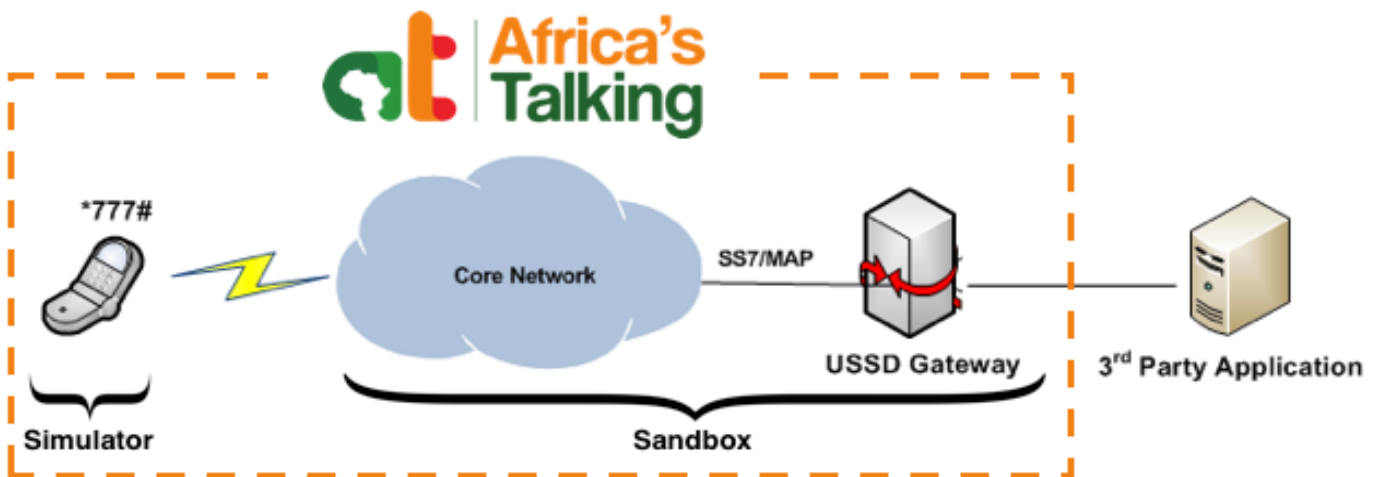 Africa's
Talking
*777#
Core Network
SS7/MAP
USSD Gateway
3rd Party Application
Simulator
Sandbox